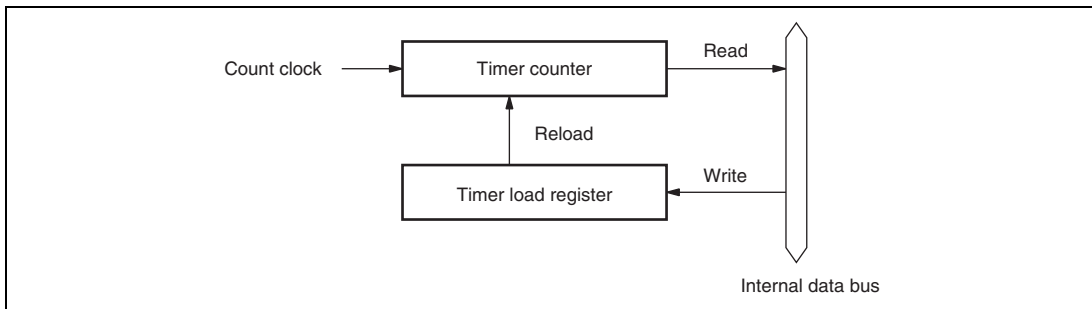 Read
Count clock
Timer counter
Reload
Write
Timer load register
Internal data bus